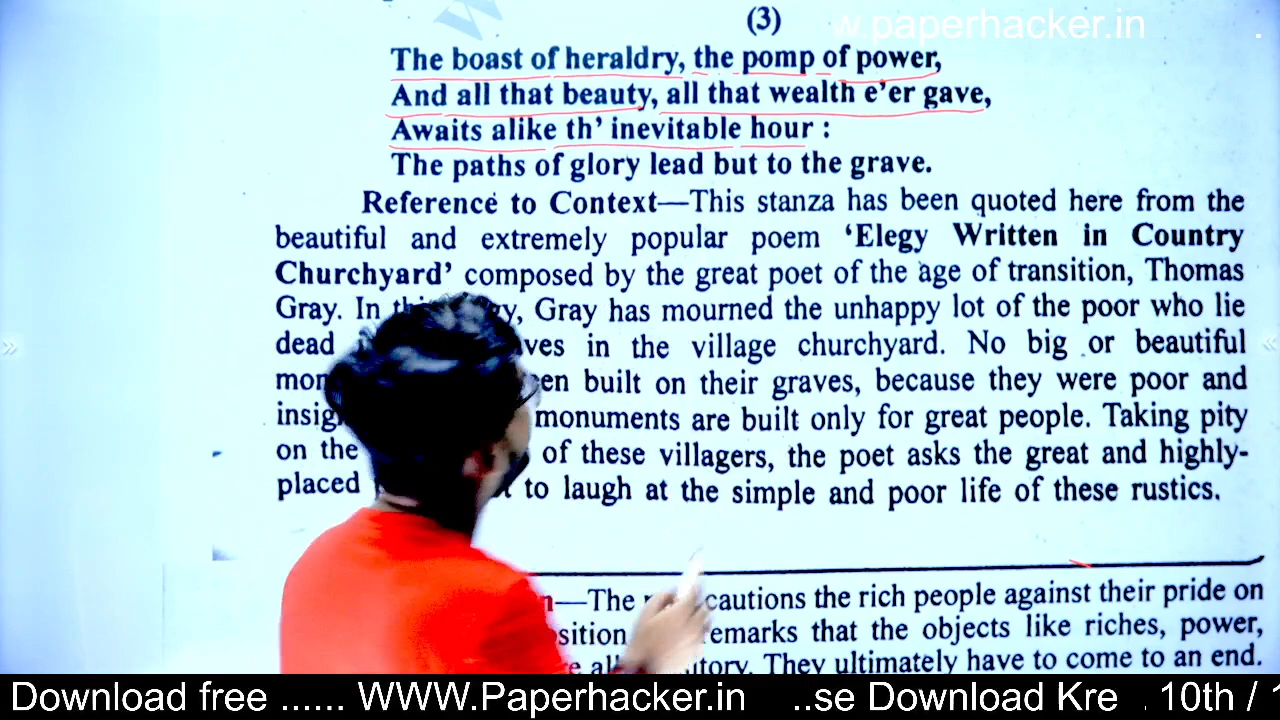 (3)
w.paperhacker.in .
The boast of heraldry, the pomp of power,
And all that beauty, all that wealth e'er gave,
Awaits alike th' inevitable hour :
The paths of glory lead but to the grave.
Reference to Context—This stanza has been quoted here from the
beautiful and extremely popular poem ‘Elegy Written in Country
Churchyard’ composed by the great poet of the age of transition, Thomas
Gray. In Gray has mourned the unhappy lot of the poor who lie
dead in the village churchyard. No big or beautiful
built on their graves, because they were poor and
monuments are built only for great people. Taking pity
on the of these villagers, the poet asks the great and highly-
placed to laugh at the simple and poor life of these rustics.
—The cautions the rich people against their pride on
that the objects like riches, power,
They ultimately have to come to an end.
Download free ...... WWW.Paperhacker.in ..se Download Kre . 10th /